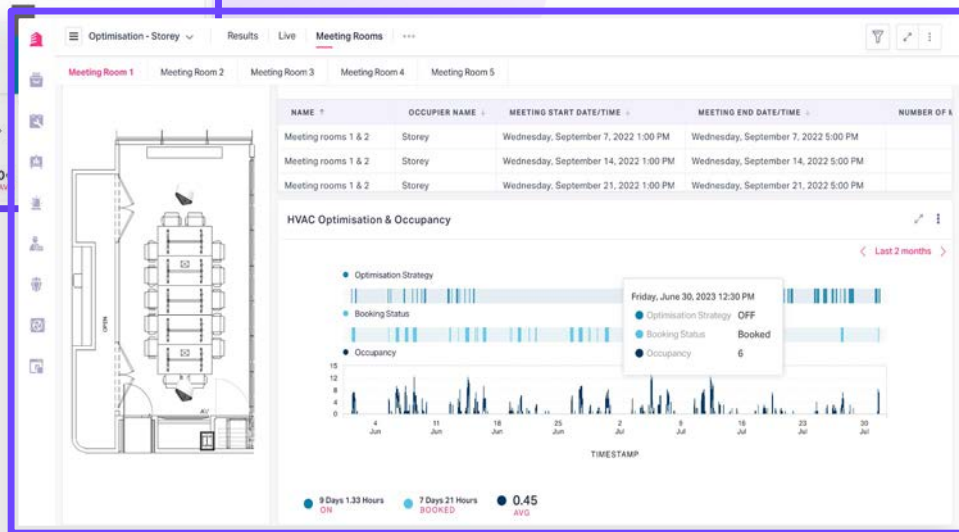 Optimisation - Storey Results Live Meeting Rooms
Meeting Room 1 Meeting Room 2 Meeting Room 3 Meeting Room 4 Meeting Room 5
NAME ↑ OCCUPIER NAME ↓ MEETING START DATE/TIME ↓ MEETING END DATE/TIME ↓ NUMBER OF
Meeting rooms 1 & 2 Storey Wednesday, September 7, 2022 1:00 PM Wednesday, September 7, 2022 5:00 PM
Meeting rooms 1 & 2 Storey Wednesday, September 14, 2022 1:00 PM Wednesday, September 14, 2022 5:00 PM
Meeting rooms 1 & 2 Storey Wednesday, September 21, 2022 1:00 PM Wednesday, September 21, 2022 5:00 PM
OPEN
AV
HVAC Optimisation & Occupancy
Last 2 months
Optimisation Strategy
Booking Status
Occupancy
Friday, June 30, 2023 12:30 PM
Optimisation Strategy OFF
Booking Status Booked
Occupancy 6
15
12
8
4
0
4 11 18 25 2 9 16 23 30
Jun Jun Jun Jun Jul Jul Jul Jul Jul
TIMESTAMP
9 Days 1.33 Hours 7 Days 21 Hours 0.45
ON BOOKED AVG